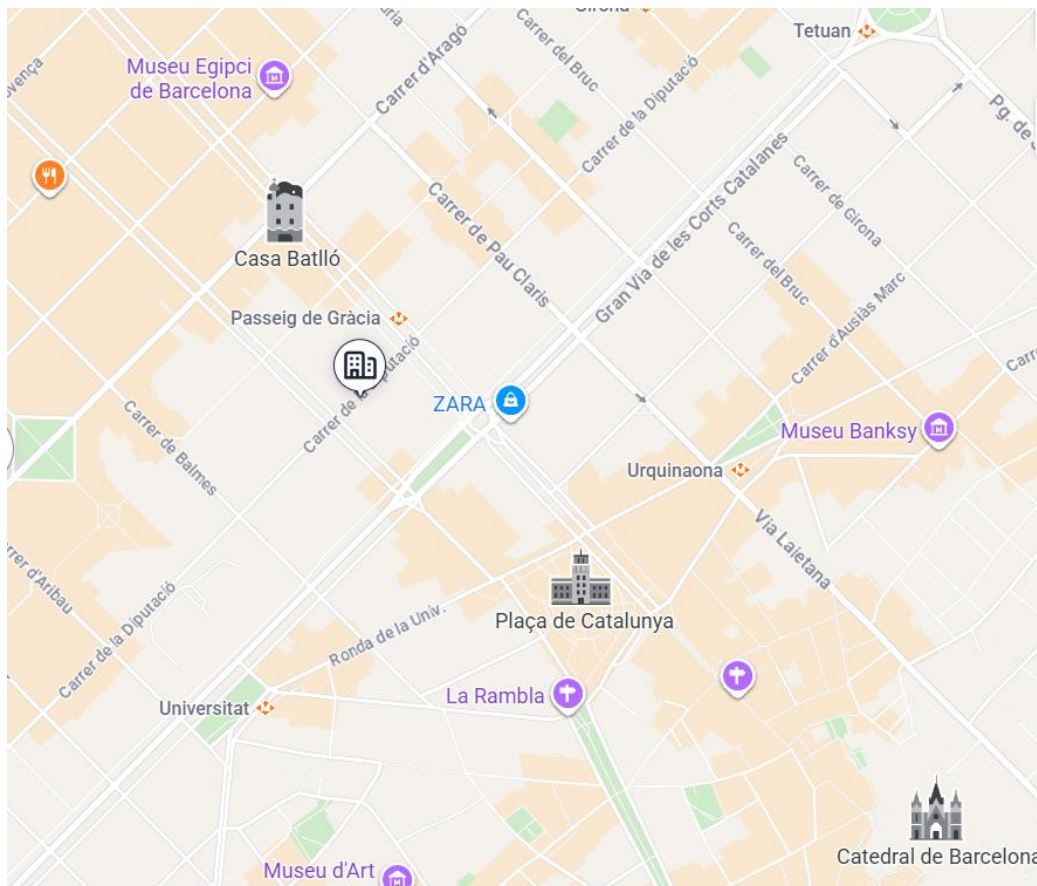 Girona
Tetuan
Museu Egipci
de Barcelona
Carrer d'Aragó
Carrer del Bruc
Carrer de la Diputació
Pg. de
Carrer de Pau Claris
Gran Via de les Corts Catalanes
Carrer de Girona
Carrer del Bruc
Casa Batlló
Passeig de Gràcia
Carrer d'Ausiàs Marc
ZARA
Carrer de Balmes
Museu Banksy
Urquinaona
Via Laietana
Plaça de Catalunya
Ronda de la Univ.
Carrer de la Diputació
Universitat
La Rambla
Museu d'Art
Catedral de Barcelona